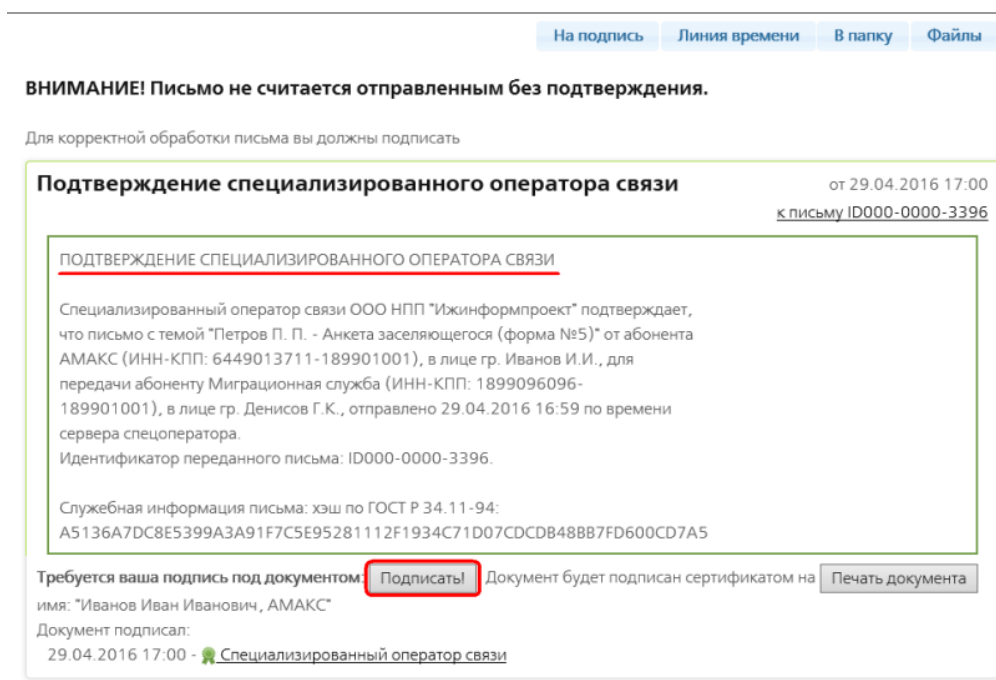 На подпись Линия времени В папку Файлы
ВНИМАНИЕ! Письмо не считается отправленным без подтверждения.
Для корректной обработки письма вы должны подписать
Подтверждение специализированного оператора связи от 29.04.2016 17:00
к письму ID000-0000-3396
ПОДТВЕРЖДЕНИЕ СПЕЦИАЛИЗИРОВАННОГО ОПЕРАТОРА СВЯЗИ
Специализированный оператор связи ООО НПП "Ижинформпроект" подтверждает,
что письмо с темой "Петров П. П. - Анкета заселяющегося (форма №5)" от абонента
АМАКС (ИНН-КПП: 6449013711-189901001), в лице гр. Иванов И.И., для
передачи абоненту Миграционная служба (ИНН-КПП: 1899096096-
189901001), в лице гр. Денисов Г.К., отправлено 29.04.2016 16:59 по времени
сервера спецоператора.
Идентификатор переданного письма: ID000-0000-3396.
Служебная информация письма: хэш по ГОСТ Р 34.11-94:
A5136A7DC8E5399A3A91F7C5E95281112F1934C71D07CDCDB48BB7FD600CD7A5
Требуется ваша подпись под документом: Подписать! Документ будет подписан сертификатом на Печать документа
имя: "Иванов Иван Иванович, АМАКС"
Документ подписал:
29.04.2016 17:00 - Специализированный оператор связи